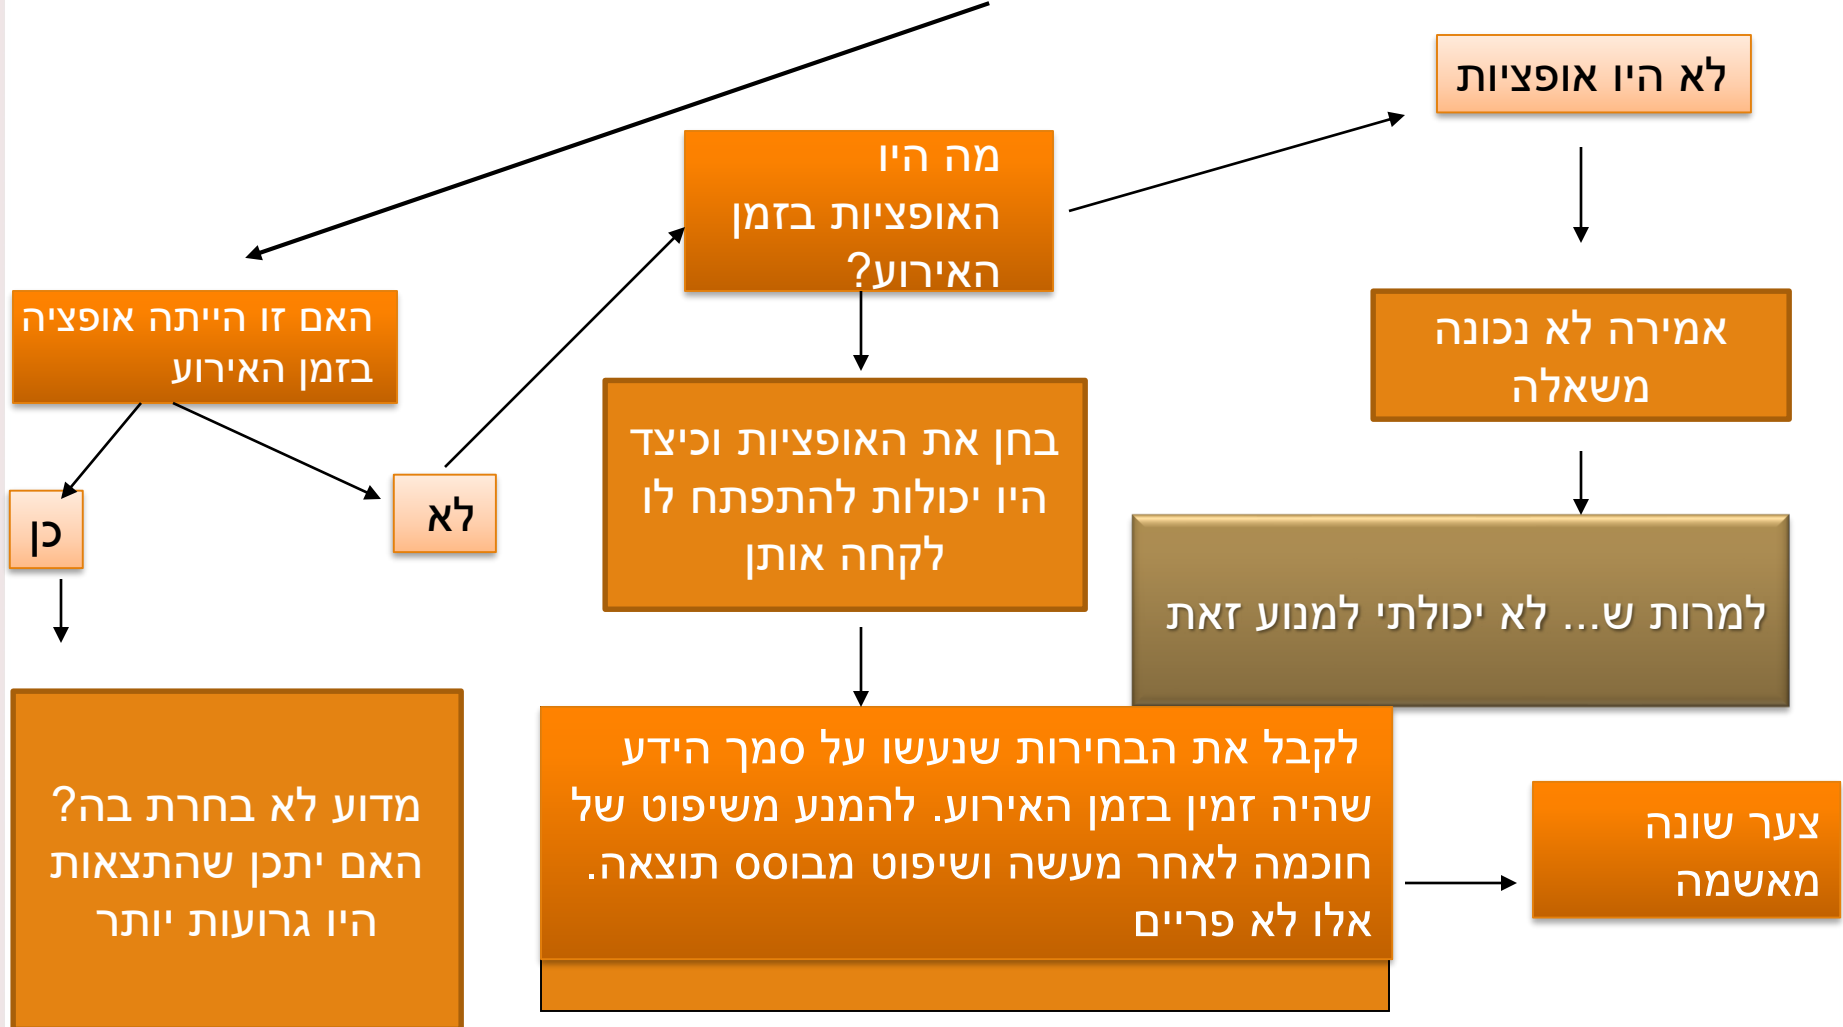 לא היו אופציות
מה היו
האופציות בזמן
האירוע?
האם זו הייתה אופציה
בזמן האירוע
אמירה לא נכונה
משאלה
כן
לא
בחן את האופציות וכיצד
היו יכולות להתפתח לו
לקחה אותן
למרות ש... לא יכולתי למנוע זאת
מדוע לא בחרת בה?
האם יתכן שהתצאות
היו גרועות יותר
לקבל את הבחירות שנעשו על סמך הידע
שהיה זמין בזמן האירוע. להמנע משיפוט של
חוכמה לאחר מעשה ושיפוט מבוסס תוצאה.
אלו לא פריים
צער שונה
מאשמה